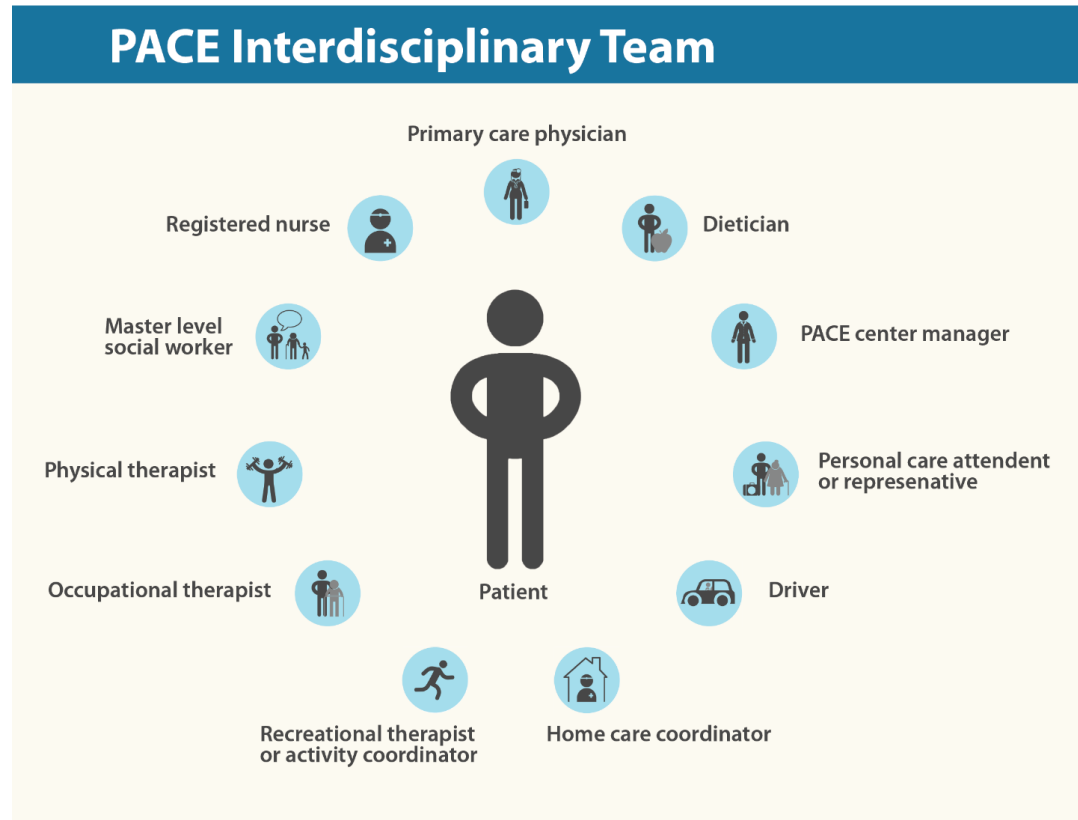 PACE Interdisciplinary Team
Primary care physician
Registered nurse
Dietician
Master level
social worker
PACE center manager
Physical therapist
Personal care attendent
or represenative
Occupational therapist
Patient
Driver
Recreational therapist
or activity coordinator
Home care coordinator